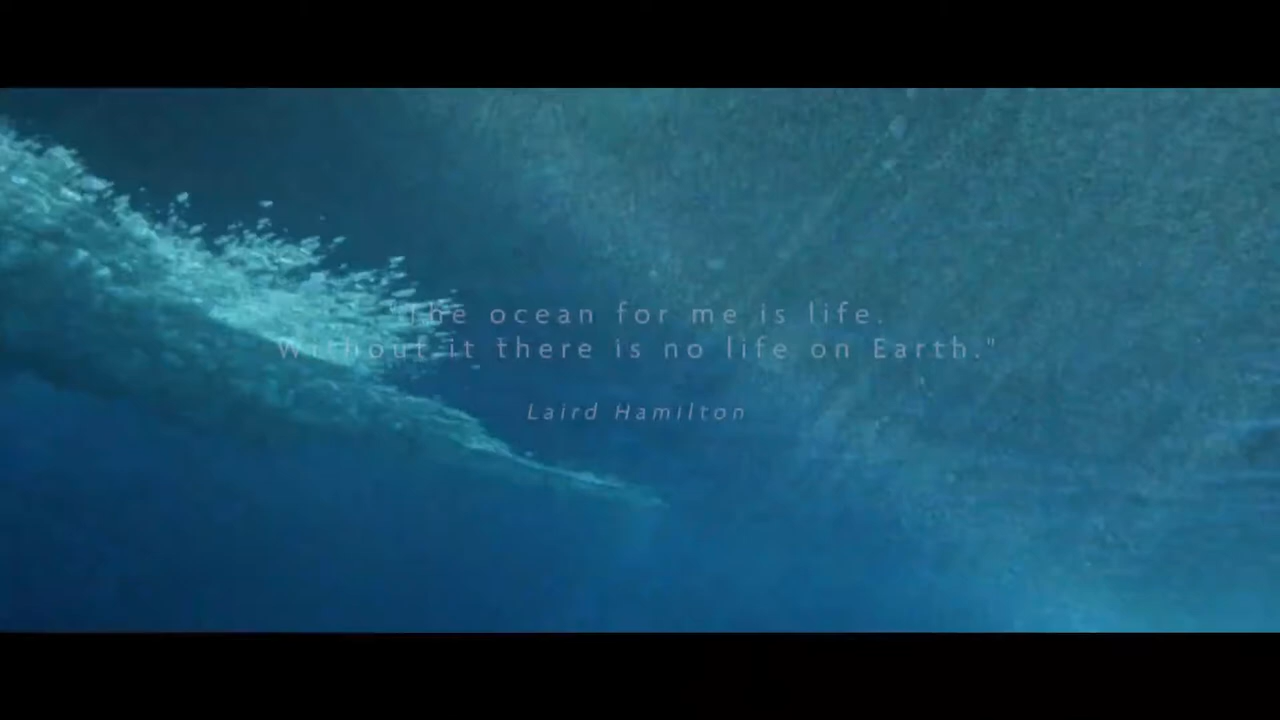 "The ocean for me is life.
Without it there is no life on Earth."
Laird Hamilton